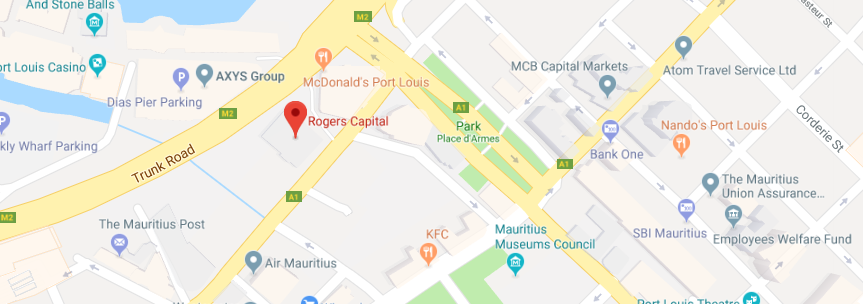 And Stone Balls
M2
asteur St
ort Louis Casino
AXYS Group
McDonald's Port Louis
MCB Capital Markets
Atom Travel Service Ltd
Dias Pier Parking
M2
A1
Rogers Capital
Park
Place d'Armes
Nando's Port Louis
Corderie St
kly Wharf Parking
Bank One
A1
Trunk Road
The Mauritius
Union Assurance...
A1
M2
The Mauritius Post
KFC
Mauritius
Museums Council
SBI Mauritius
Employees Welfare Fund
Air Mauritius
Port Louis Theatre